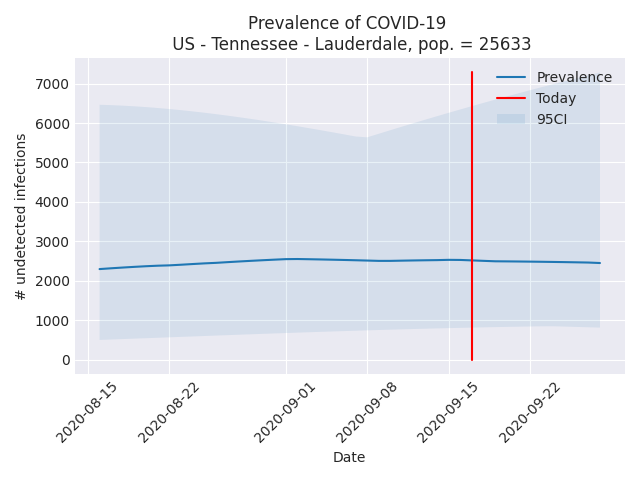 Prevalence of COVID-19
US - Tennessee - Lauderdale, pop. = 25633
Prevalence
Today
95CI
# undetected infections
7000
6000
5000
4000
3000
2000
1000
0
2020-08-15
2020-08-22
2020-09-01
2020-09-08
2020-09-15
2020-09-22
Date